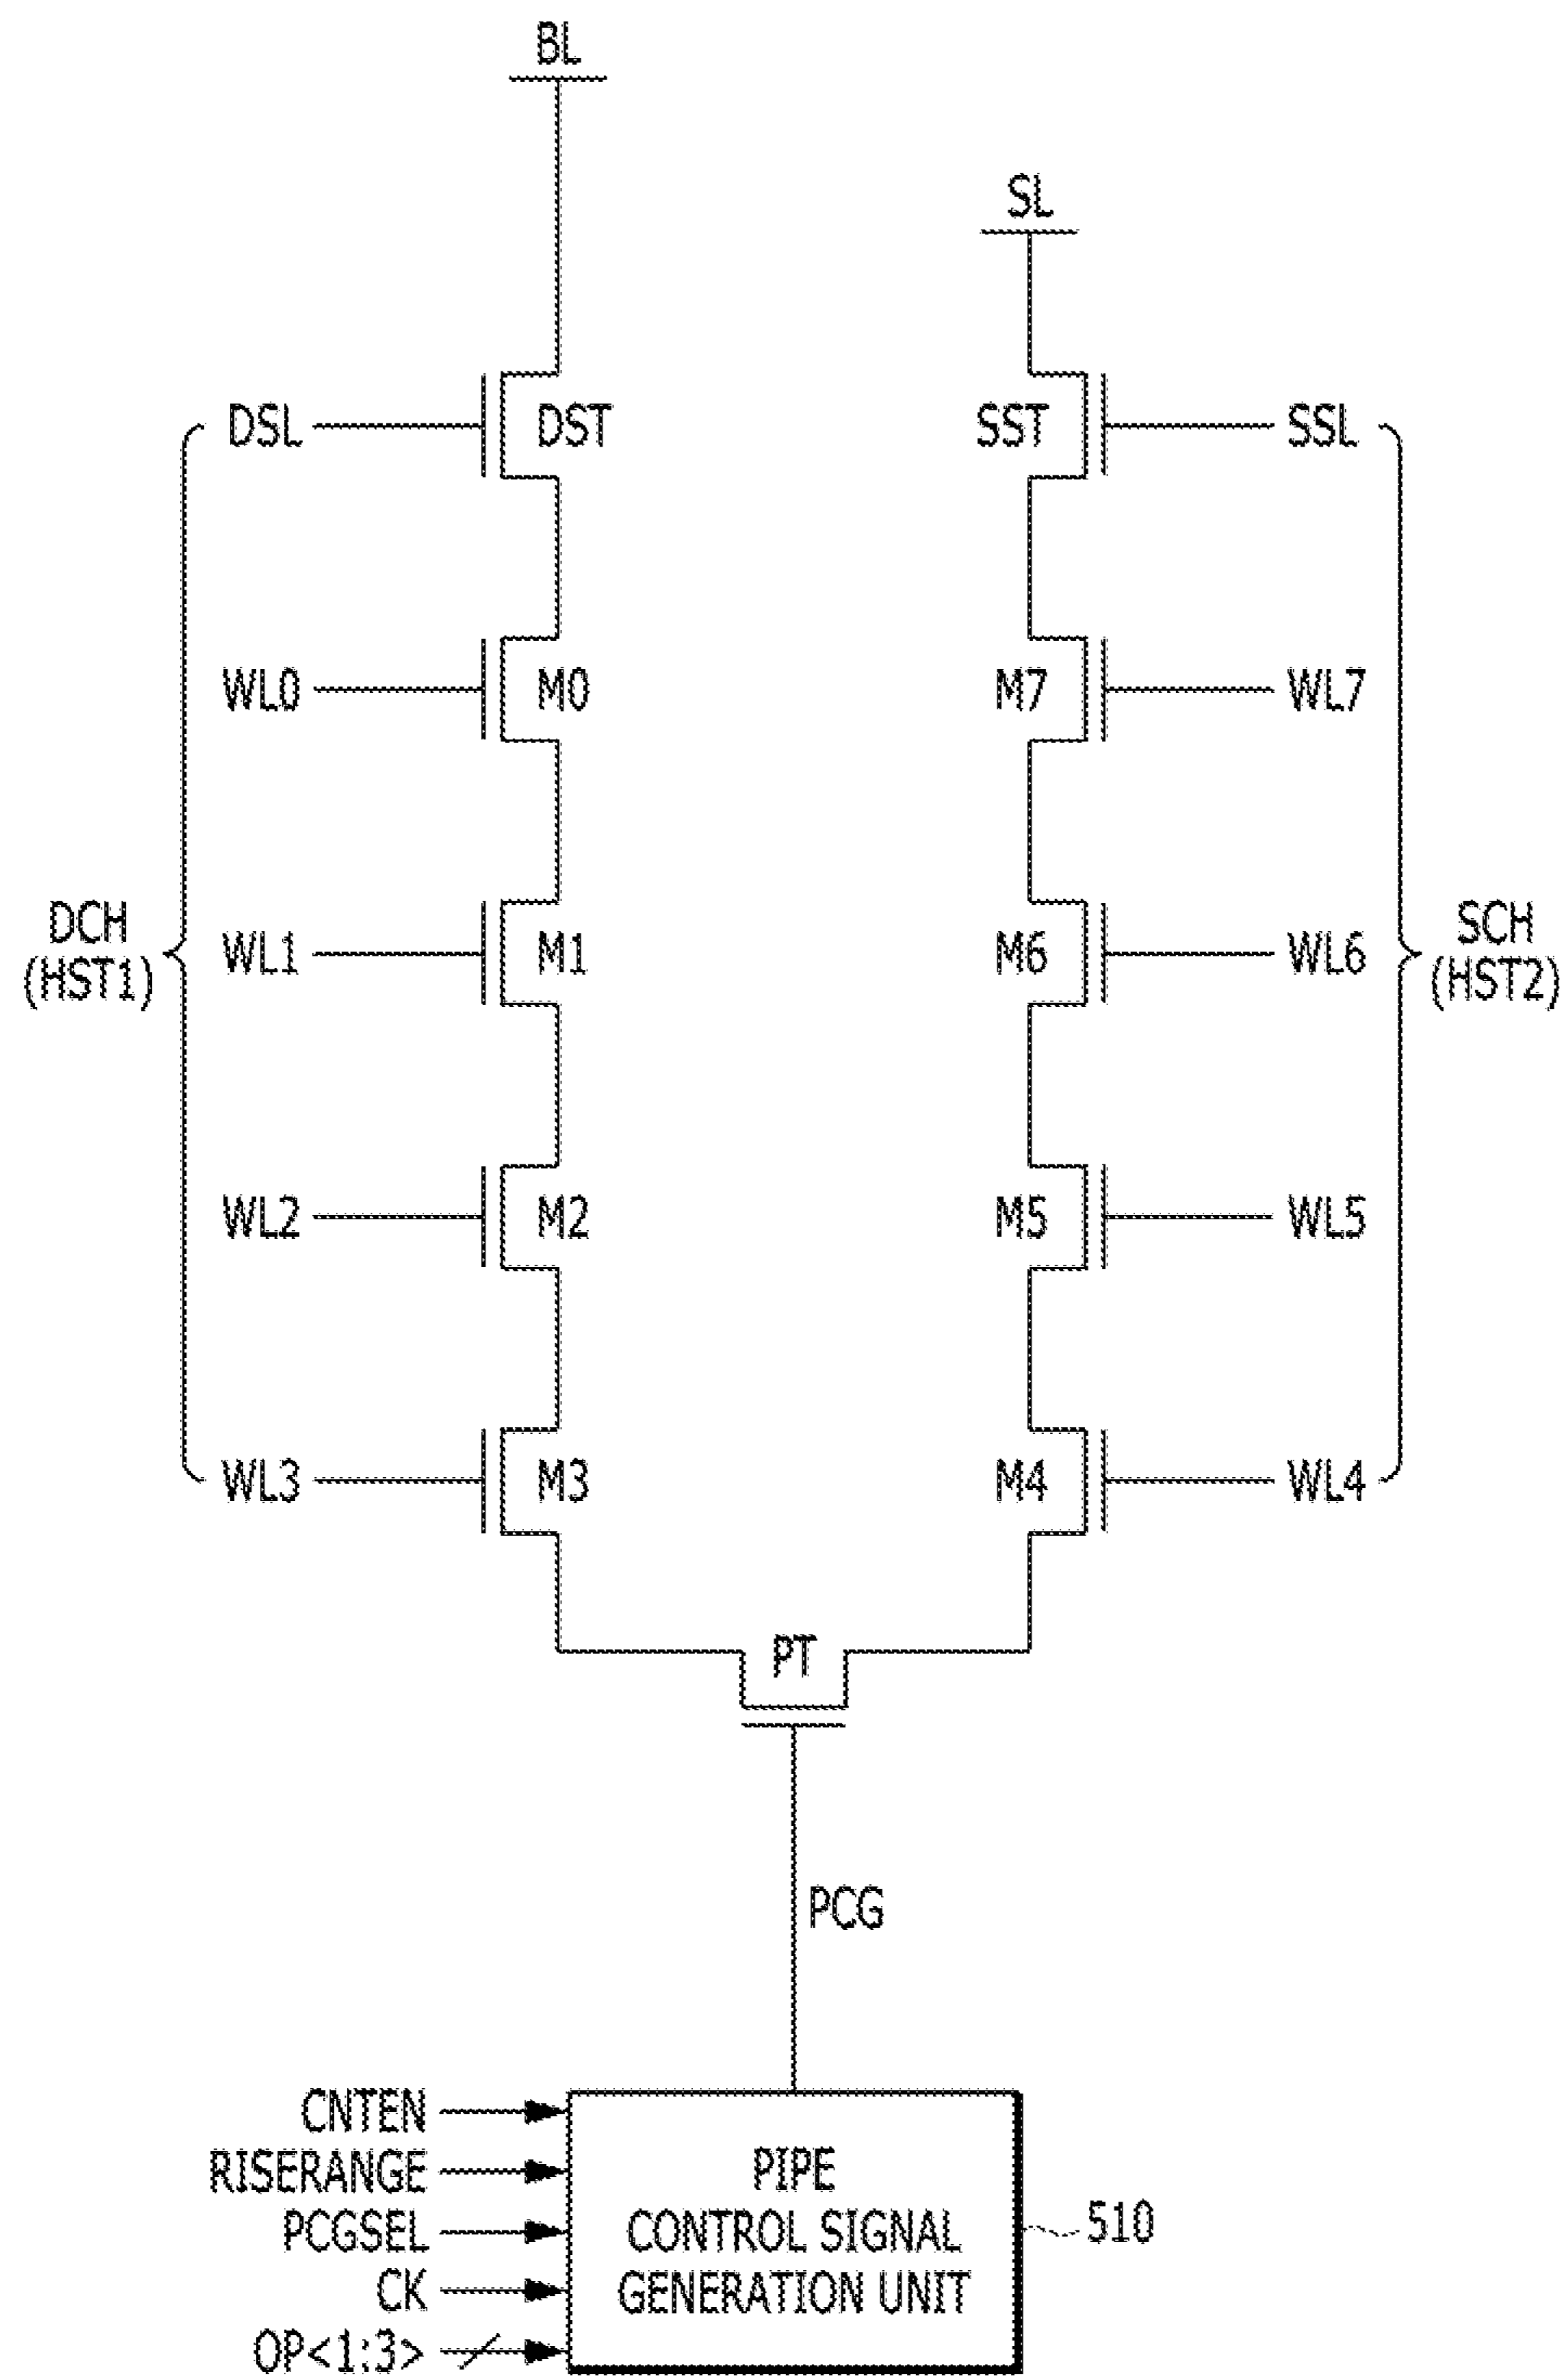 BL
SL
DSL DST SST SSL
WL0 M0 M7 WL7
DCH
(HST1)
WL1 M1 M6 WL6
SCH
(HST2)
WL2 M2 M5 WL5
WL3 M3 M4 WL4
PT
PCG
CNTEN
RISERANGE
PCGSEL
CK
OP<1:3>
PIPE
CONTROL SIGNAL
GENERATION UNIT
510